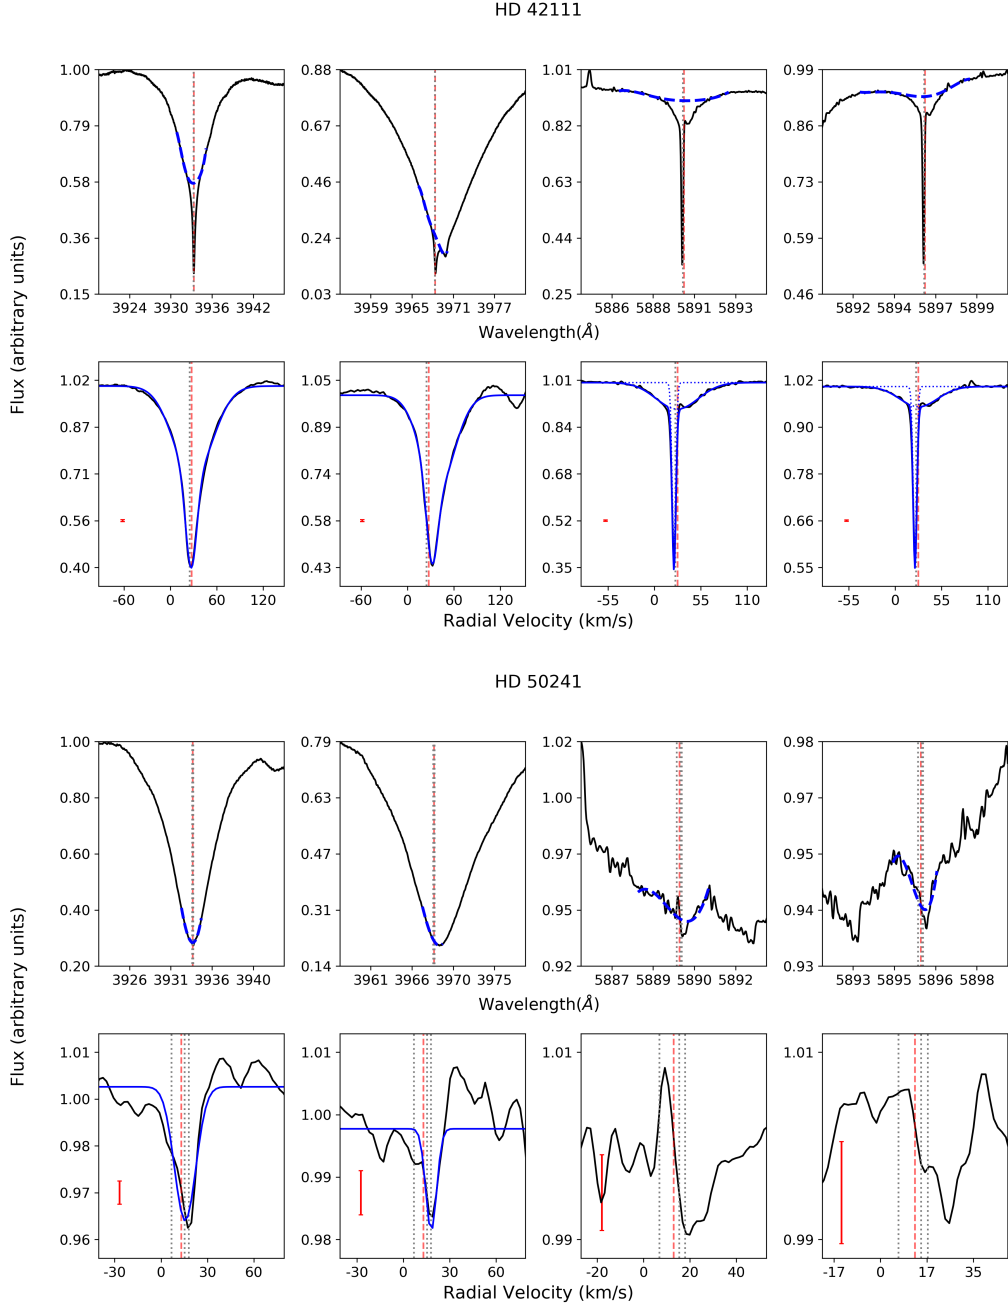 HD 42111
Flux (arbitrary units)
1.00 0.79 0.58 0.36 0.15
3924 3930 3936 3942
0.88 0.67 0.46 0.24 0.03
3959 3965 3971 3977
1.01 0.82 0.63 0.44 0.25
5886 5888 5891 5893
0.99 0.86 0.73 0.59 0.46
5892 5894 5897 5899
Wavelength(Å)
1.02 0.87 0.71 0.56 0.40
-60 0 60 120
1.05 0.89 0.74 0.58 0.43
-60 0 60 120
1.01 0.84 0.68 0.52 0.35
-55 0 55 110
1.02 0.90 0.78 0.66 0.55
-55 0 55 110
Radial Velocity (km/s)
HD 50241
Flux (arbitrary units)
1.00 0.80 0.60 0.40 0.20
3926 3931 3936 3940
0.79 0.63 0.47 0.31 0.14
3961 3966 3970 3975
1.02 1.00 0.97 0.95 0.92
5887 5889 5890 5892
0.98 0.97 0.95 0.94 0.93
5893 5895 5896 5898
Wavelength(Å)
1.01 1.00 0.98 0.97 0.96
-30 0 30 60
1.01 1.00 0.99 0.98
-30 0 30 60
1.01 0.99
-20 0 20 40
1.01 0.99
-17 0 17 35
Radial Velocity (km/s)